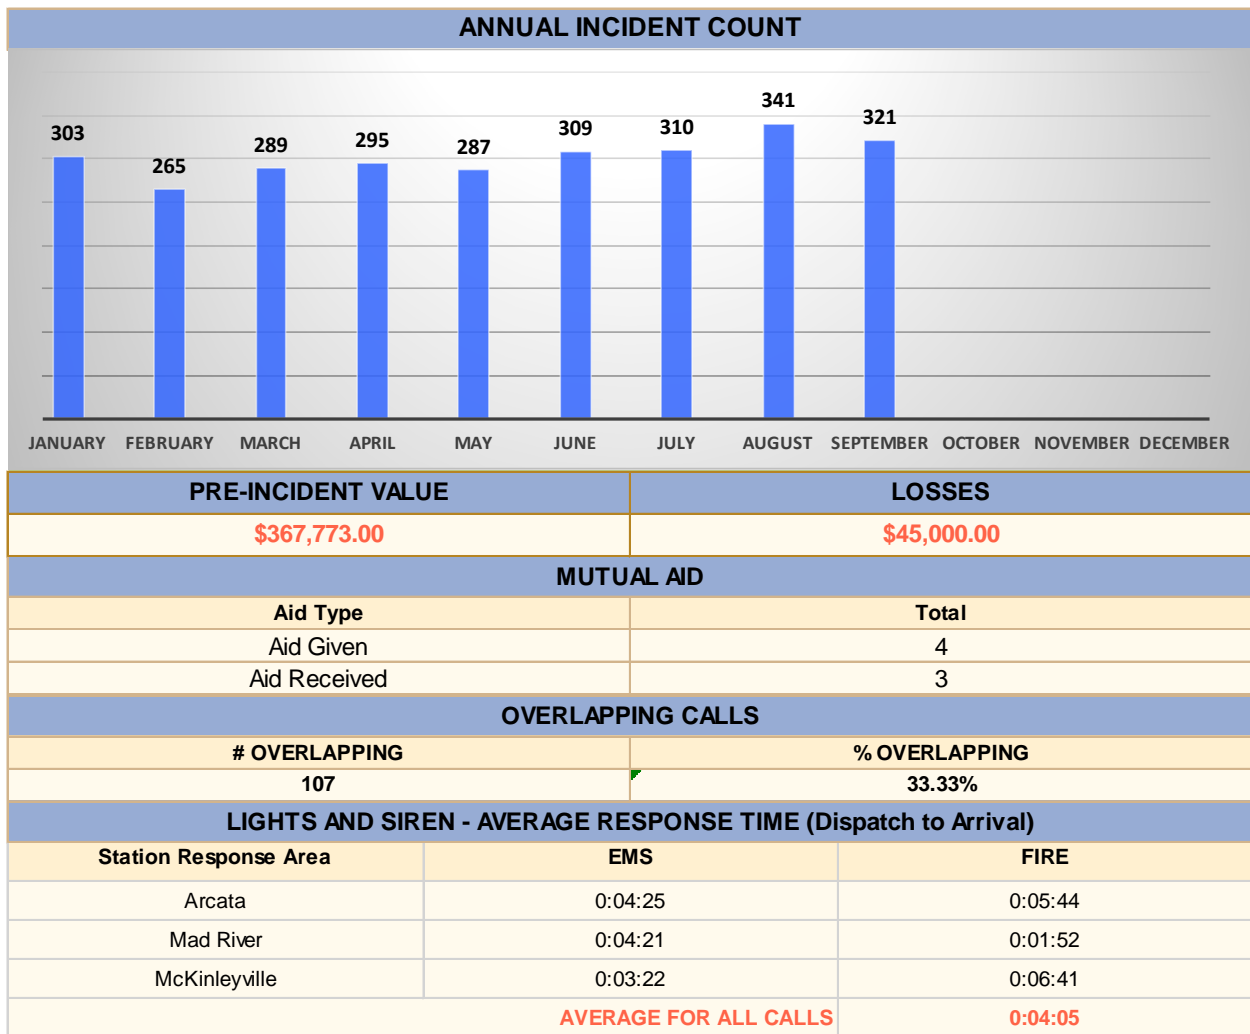 ANNUAL INCIDENT COUNT
303 265 289 295 287 309 310 341 321
JANUARY FEBRUARY MARCH APRIL MAY JUNE JULY AUGUST SEPTEMBER OCTOBER NOVEMBER DECEMBER
PRE-INCIDENT VALUE LOSSES
$367,773.00 $45,000.00
MUTUAL AID
Aid Type Total
Aid Given 4
Aid Received 3
OVERLAPPING CALLS
# OVERLAPPING % OVERLAPPING
107 33.33%
LIGHTS AND SIREN - AVERAGE RESPONSE TIME (Dispatch to Arrival)
Station Response Area EMS FIRE
Arcata 0:04:25 0:05:44
Mad River 0:04:21 0:01:52
McKinleyville 0:03:22 0:06:41
AVERAGE FOR ALL CALLS 0:04:05